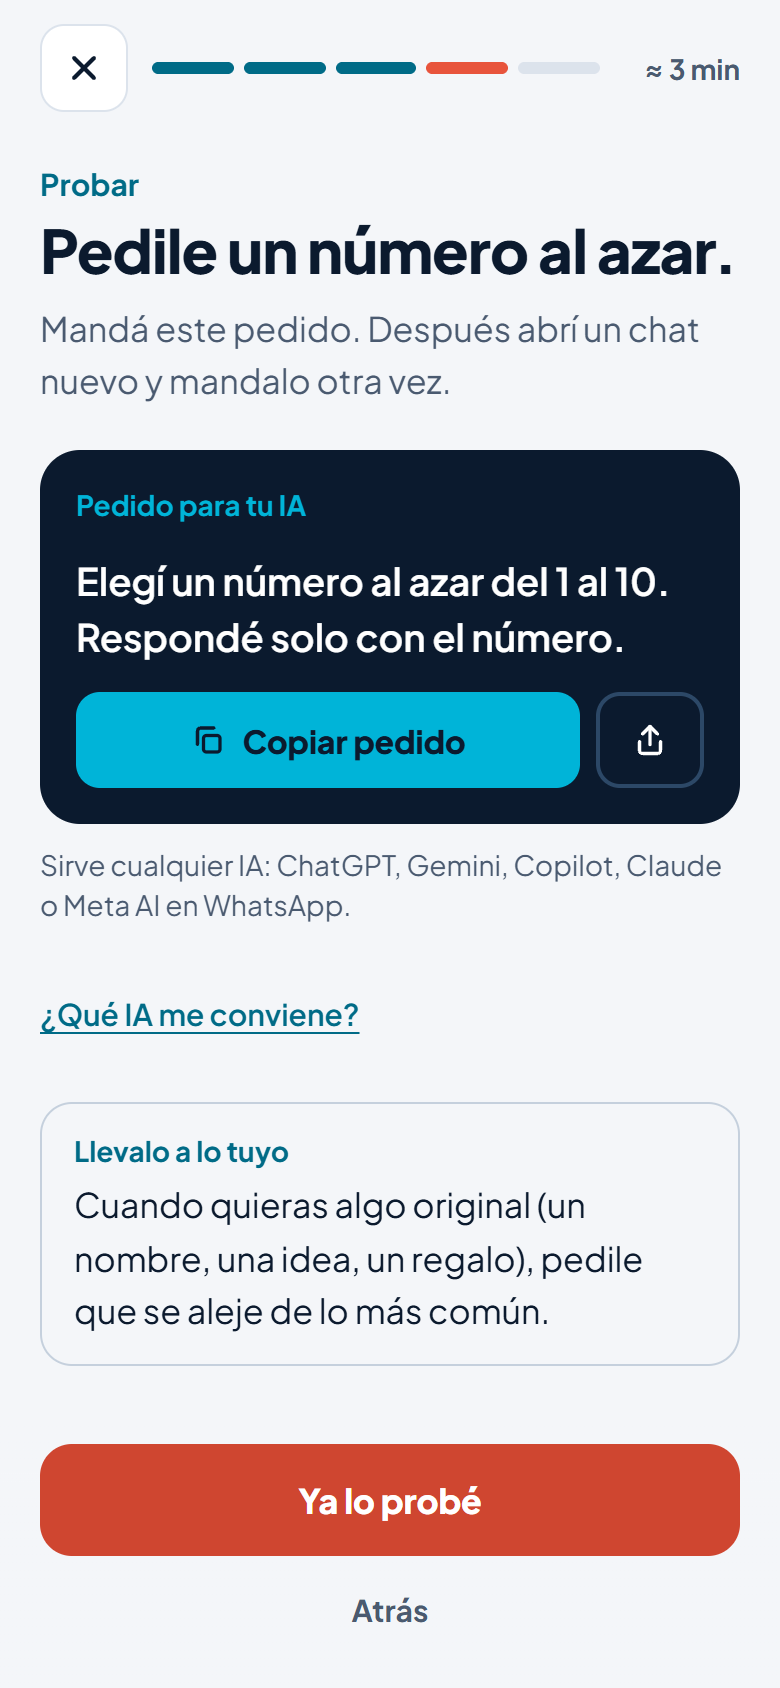 ≈ 3 min
Probar
Pedile un número al azar.
Mandá este pedido. Después abrí un chat
nuevo y mandalo otra vez.
Pedido para tu IA
Elegí un número al azar del 1 al 10.
Respondé solo con el número.
Copiar pedido
Sirve cualquier IA: ChatGPT, Gemini, Copilot, Claude
o Meta AI en WhatsApp.
¿Qué IA me conviene?
Llevalo a lo tuyo
Cuando quieras algo original (un
nombre, una idea, un regalo), pedile
que se aleje de lo más común.
Ya lo probé
Atrás